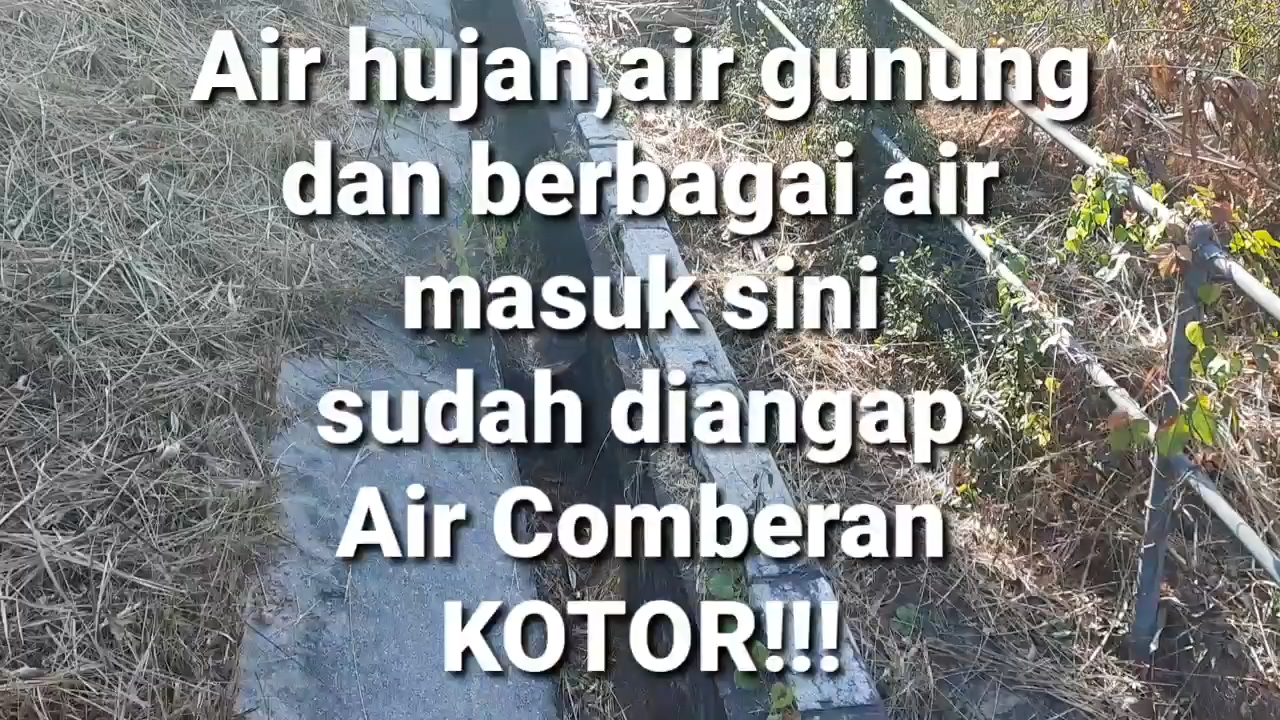 Air hujan,air gunung
dan berbagai air
masuk sini
sudah diangap
Air Comberan
KOTOR!!!